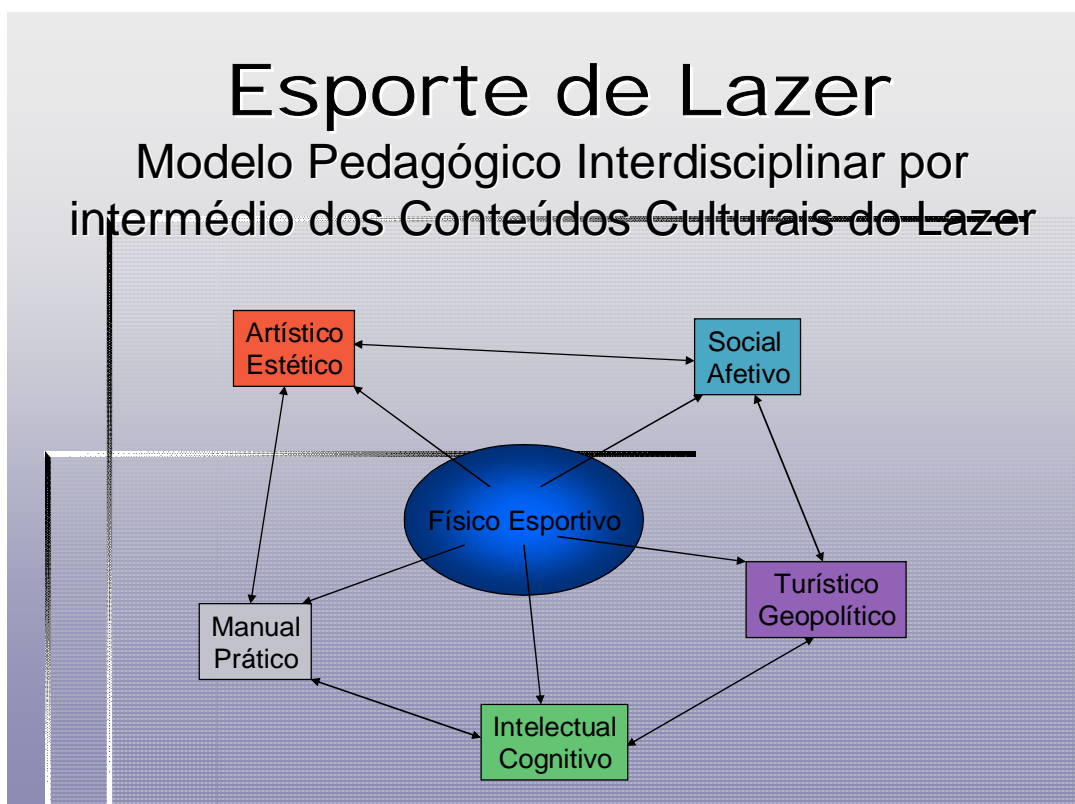 Esporte de Lazer
Modelo Pedagógico Interdisciplinar por
intermédio dos Conteúdos Culturais do Lazer
Artístico
Estético
Social
Afetivo
Físico Esportivo
Turístico
Geopolítico
Manual
Prático
Intelectual
Cognitivo